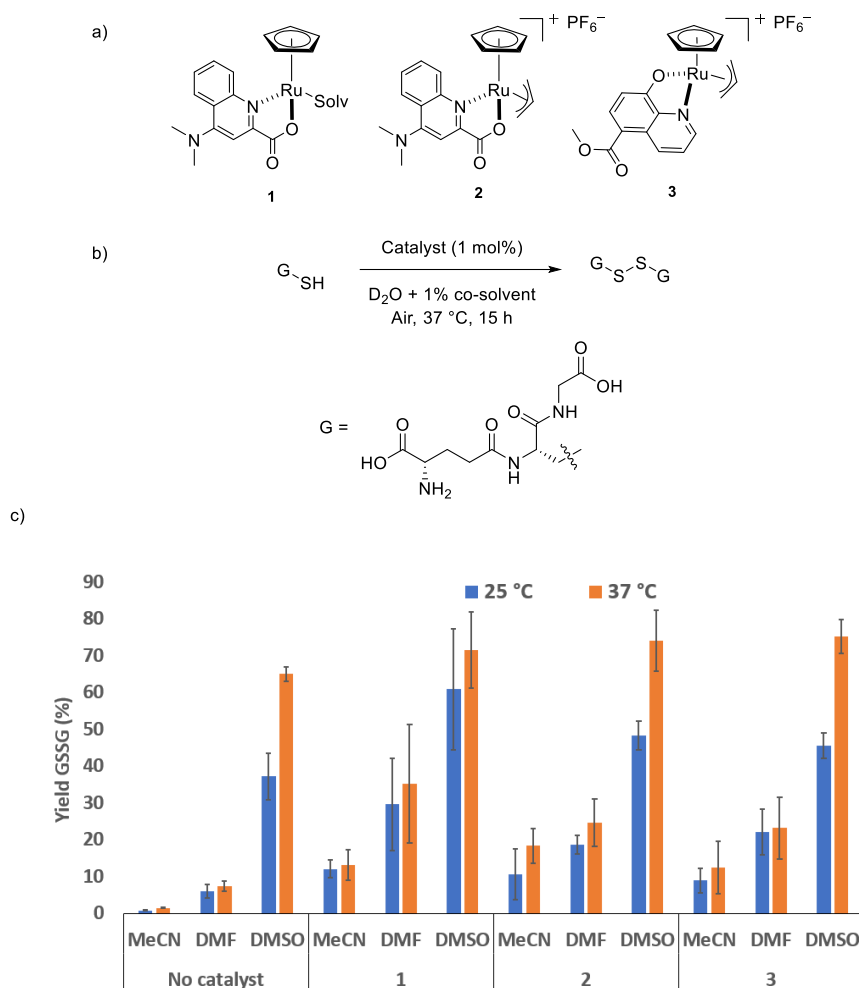 a)
Ru
N
Solv
O
N
O
1
+ PF6−
Ru
N
O
N
O
2
+ PF6−
Ru
O
N
O
O
3
b)
G
SH
Catalyst (1 mol%)
D2O + 1% co-solvent
Air, 37 °C, 15 h
G
S
S
G
G =
O
OH
O
NH
O
O
HO
N
H
NH2
c)
Yield GSSG (%)
25 °C
37 °C
90
80
70
60
50
40
30
20
10
0
MeCN DMF DMSO MeCN DMF DMSO MeCN DMF DMSO MeCN DMF DMSO
No catalyst 1 2 3